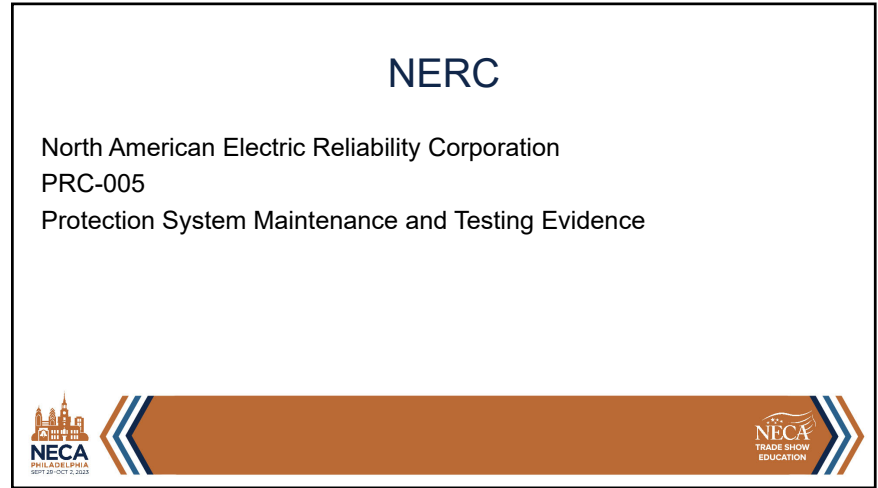 NERC
North American Electric Reliability Corporation
PRC-005
Protection System Maintenance and Testing Evidence
NECA
PHILADELPHIA
SEPT 29-OCT 2, 2023
NECA
TRADE SHOW
EDUCATION